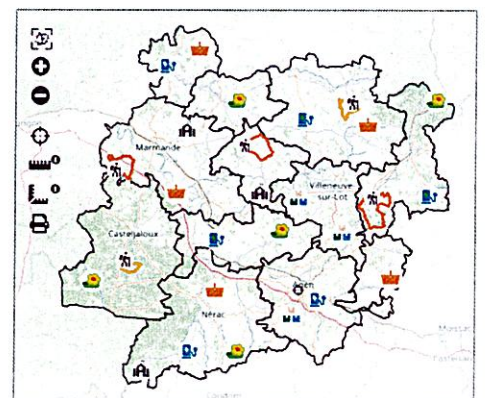 Marmande
Villeneuve
sur-Lot
Casteljaloux
Agen
Nérac